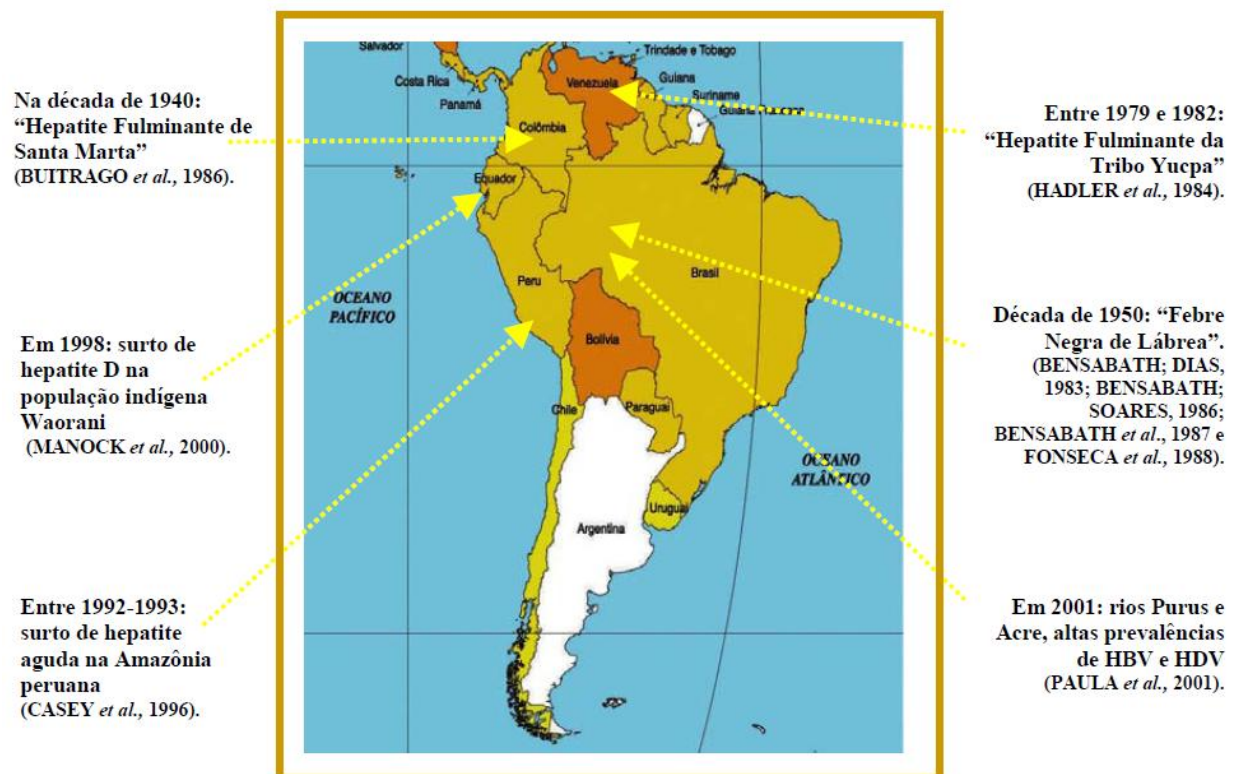 Na década de 1940:
“Hepatite Fulminante de
Santa Marta”
(BUITRAGO et al., 1986).
Em 1998: surto de
hepatite D na
população indígena
Waorani
(MANOCK et al., 2000).
Entre 1992-1993:
surto de hepatite
aguda na Amazônia
peruana
(CASEY et al., 1996).
Salvador
Costa Rica
Panamá
Venezuela
Trindade e Tobago
Guiana
Suriname
Guiana
Colômbia
Equador
Peru
Brasil
OCEANO
PACÍFICO
Bolívia
Chile
Paraguai
OCEANO
ATLÂNTICO
Uruguai
Argentina
Entre 1979 e 1982:
“Hepatite Fulminante da
Tribo Yucpa”
(HADLER et al., 1984).
Década de 1950: “Febre
Negra de Lábrea”.
(BENSABATH; DIAS,
1983; BENSABATH;
SOARES, 1986;
BENSABATH et al., 1987 e
FONSECA et al., 1988).
Em 2001: rios Purus e
Acre, altas prevalências
de HBV e HDV
(PAULA et al., 2001).